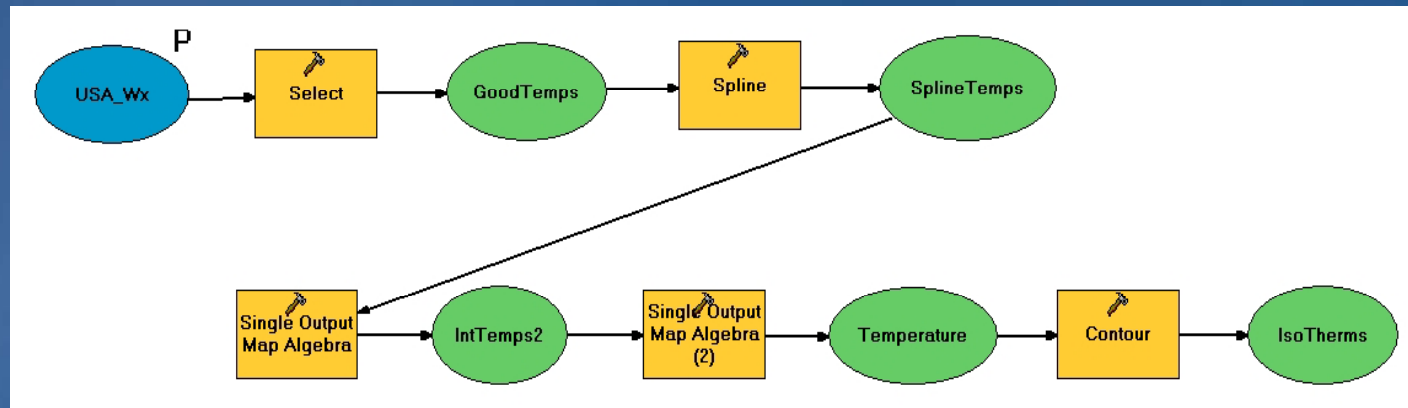 P
USA_Wx
Select
GoodTemps
Spline
SplineTemps
Single Output
Map Algebra
IntTemps2
Single Output
Map Algebra
(2)
Temperature
Contour
IsoTherms